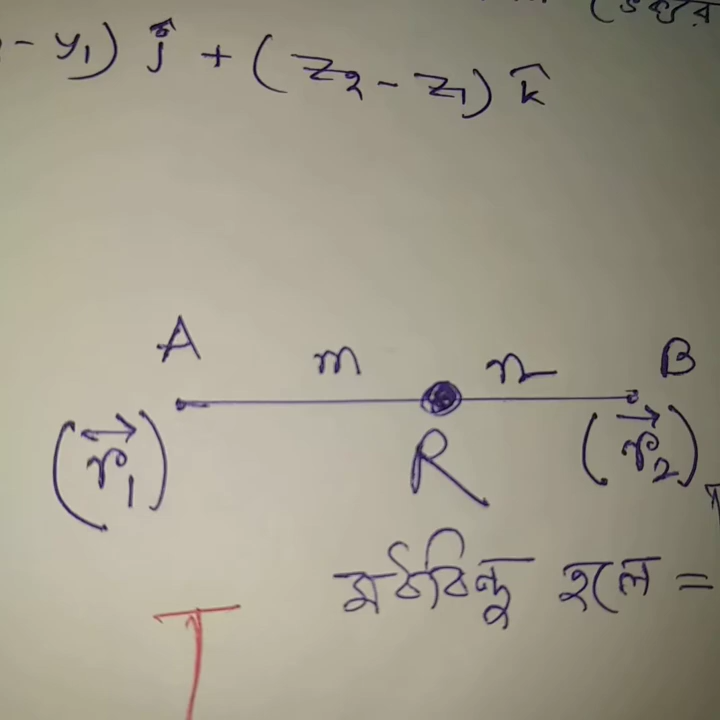 - y₁) ĵ + (z₂ - z₁) k̂
A m n B
(r⃗₁) R (r⃗₂)
মধ্যবিন্দু হলে =